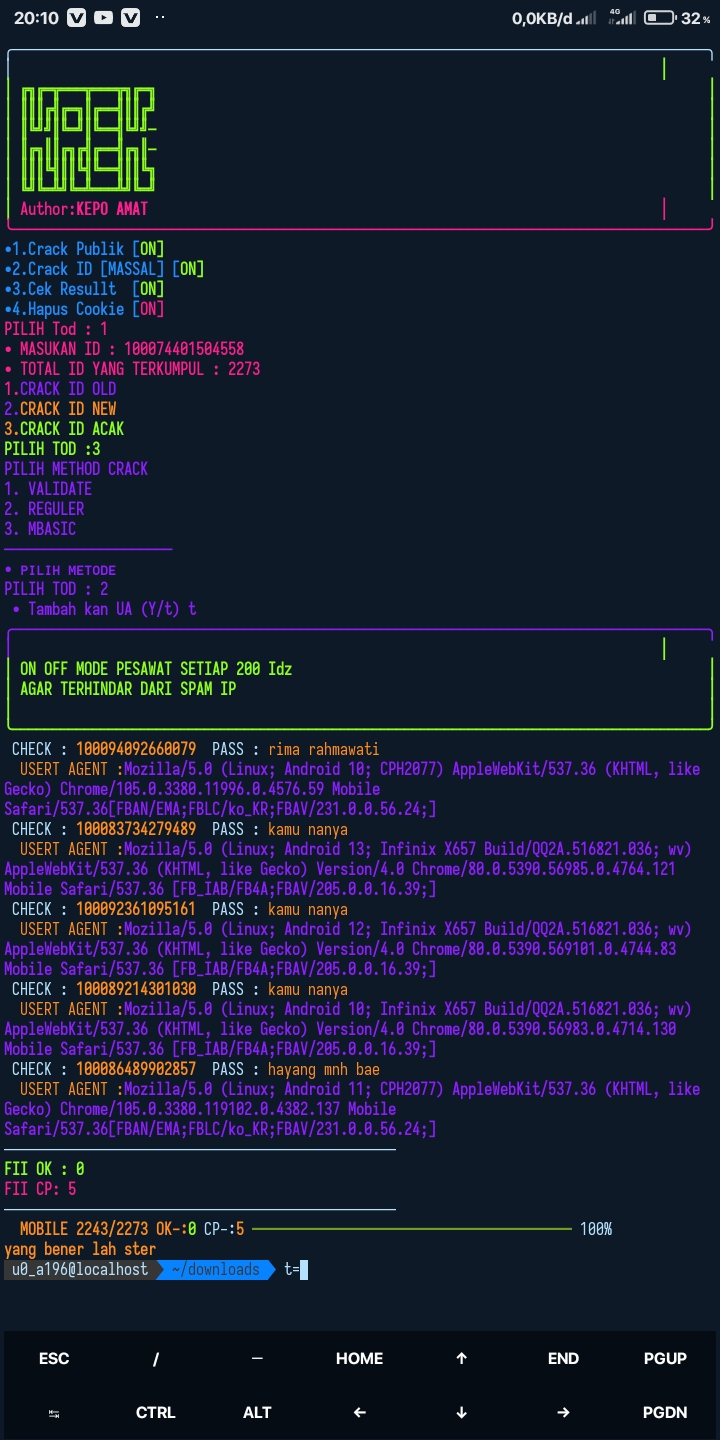 20:10
0,0KB/d 4G 32%
Author:KEPO AMAT
•1.Crack Publik [ON]
•2.Crack ID [MASSAL] [ON]
•3.Cek Resullt [ON]
•4.Hapus Cookie [ON]
PILIH Tod : 1
• MASUKAN ID : 100074401504558
• TOTAL ID YANG TERKUMPUL : 2273
1.CRACK ID OLD
2.CRACK ID NEW
3.CRACK ID ACAK
PILIH TOD :3
PILIH METHOD CRACK
1. VALIDATE
2. REGULER
3. MBASIC
• PILIH METODE
PILIH TOD : 2
• Tambah kan UA (Y/t) t
ON OFF MODE PESAWAT SETIAP 200 Idz
AGAR TERHINDAR DARI SPAM IP
CHECK : 100094092660079 PASS : rima rahmawati
USERT AGENT :Mozilla/5.0 (Linux; Android 10; CPH2077) AppleWebKit/537.36 (KHTML, like
Gecko) Chrome/105.0.3380.11996.0.4576.59 Mobile
Safari/537.36[FBAN/EMA;FBLC/ko_KR;FBAV/231.0.0.56.24;]
CHECK : 100083734279489 PASS : kamu nanya
USERT AGENT :Mozilla/5.0 (Linux; Android 13; Infinix X657 Build/QQ2A.516821.036; wv)
AppleWebKit/537.36 (KHTML, like Gecko) Version/4.0 Chrome/80.0.5390.56985.0.4764.121
Mobile Safari/537.36 [FB_IAB/FB4A;FBAV/205.0.0.16.39;]
CHECK : 100092361095161 PASS : kamu nanya
USERT AGENT :Mozilla/5.0 (Linux; Android 12; Infinix X657 Build/QQ2A.516821.036; wv)
AppleWebKit/537.36 (KHTML, like Gecko) Version/4.0 Chrome/80.0.5390.569101.0.4744.83
Mobile Safari/537.36 [FB_IAB/FB4A;FBAV/205.0.0.16.39;]
CHECK : 100089214301030 PASS : kamu nanya
USERT AGENT :Mozilla/5.0 (Linux; Android 10; Infinix X657 Build/QQ2A.516821.036; wv)
AppleWebKit/537.36 (KHTML, like Gecko) Version/4.0 Chrome/80.0.5390.56983.0.4714.130
Mobile Safari/537.36 [FB_IAB/FB4A;FBAV/205.0.0.16.39;]
CHECK : 100086489902857 PASS : hayang mnh bae
USERT AGENT :Mozilla/5.0 (Linux; Android 11; CPH2077) AppleWebKit/537.36 (KHTML, like
Gecko) Chrome/105.0.3380.119102.0.4382.137 Mobile
Safari/537.36[FBAN/EMA;FBLC/ko_KR;FBAV/231.0.0.56.24;]
FII OK : 0
FII CP: 5
MOBILE 2243/2273 OK-:0 CP-:5 100%
yang bener lah ster
u0_a196@localhost ~/downloads t=
ESC / — HOME ↑ END PGUP
CTRL ALT ← ↓ → PGDN